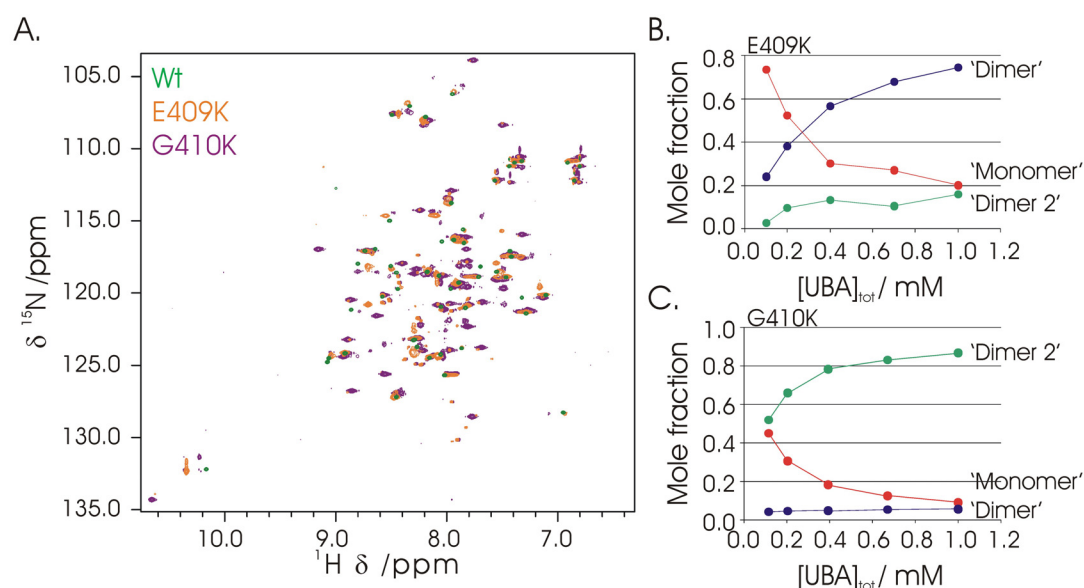 A.
Wt
E409K
G410K
105.0
110.0
115.0
120.0
125.0
130.0
135.0
δ ¹⁵N /ppm
10.0 9.0 8.0 7.0
¹H δ /ppm
B.
E409K
0.8
0.6
0.4
0.2
0.0
Mole fraction
'Dimer'
'Monomer'
'Dimer 2'
0.0 0.2 0.4 0.6 0.8 1.0 1.2
[UBA]tot / mM
C.
G410K
1.0
0.8
0.6
0.4
0.2
0.0
Mole fraction
'Dimer 2'
'Monomer'
'Dimer'
0.0 0.2 0.4 0.6 0.8 1.0 1.2
[UBA]tot / mM